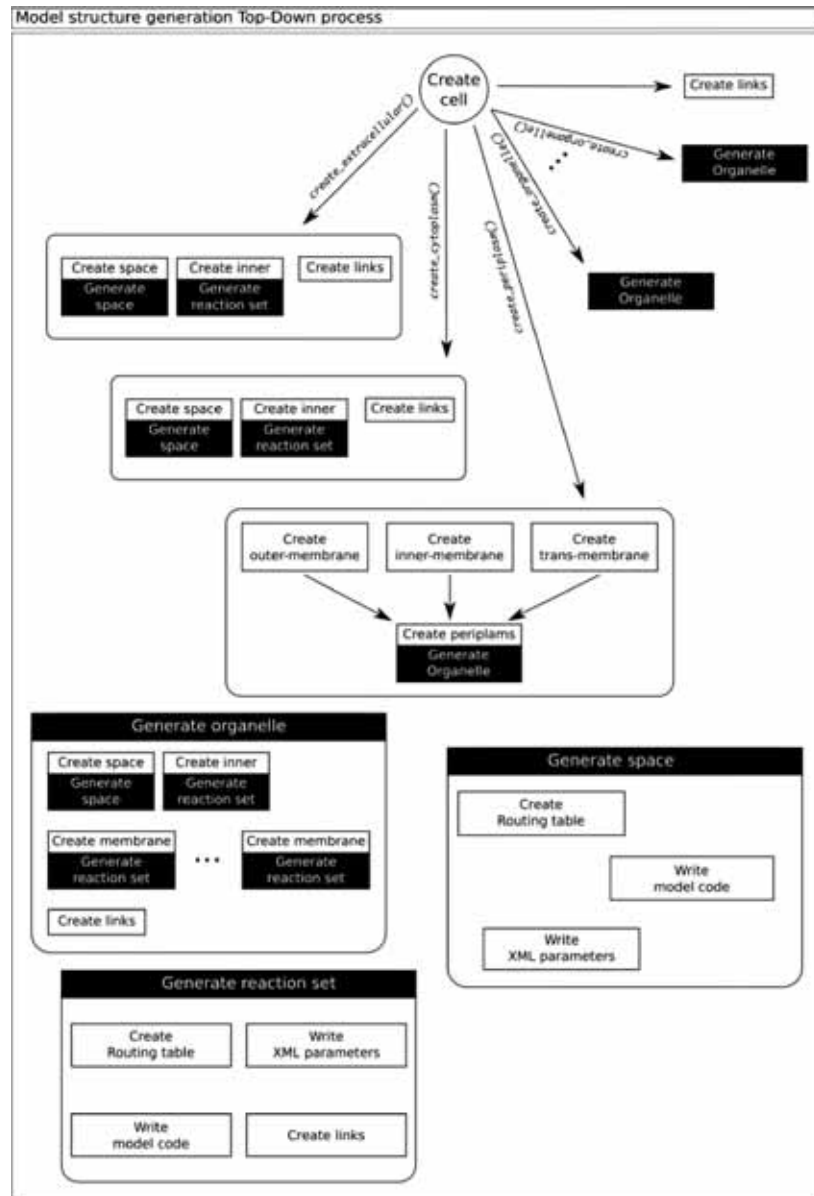 Model structure generation Top-Down process
Create
cell
Create links
create_extracellular()
create_cytoplasm()
create_periplasm()
create_organelle()
create_organelle()
...
Generate
Organelle
Generate
Organelle
Create space
Generate
space
Create inner
Generate
reaction set
Create links
Create space
Generate
space
Create inner
Generate
reaction set
Create links
Create
outer-membrane
Create
inner-membrane
Create
trans-membrane
Create periplams
Generate
Organelle
Generate organelle
Create space
Generate
space
Create inner
Generate
reaction set
Create membrane
Generate
reaction set
...
Create membrane
Generate
reaction set
Create links
Generate space
Create
Routing table
Write
model code
Write
XML parameters
Generate reaction set
Create
Routing table
Write
XML parameters
Write
model code
Create links